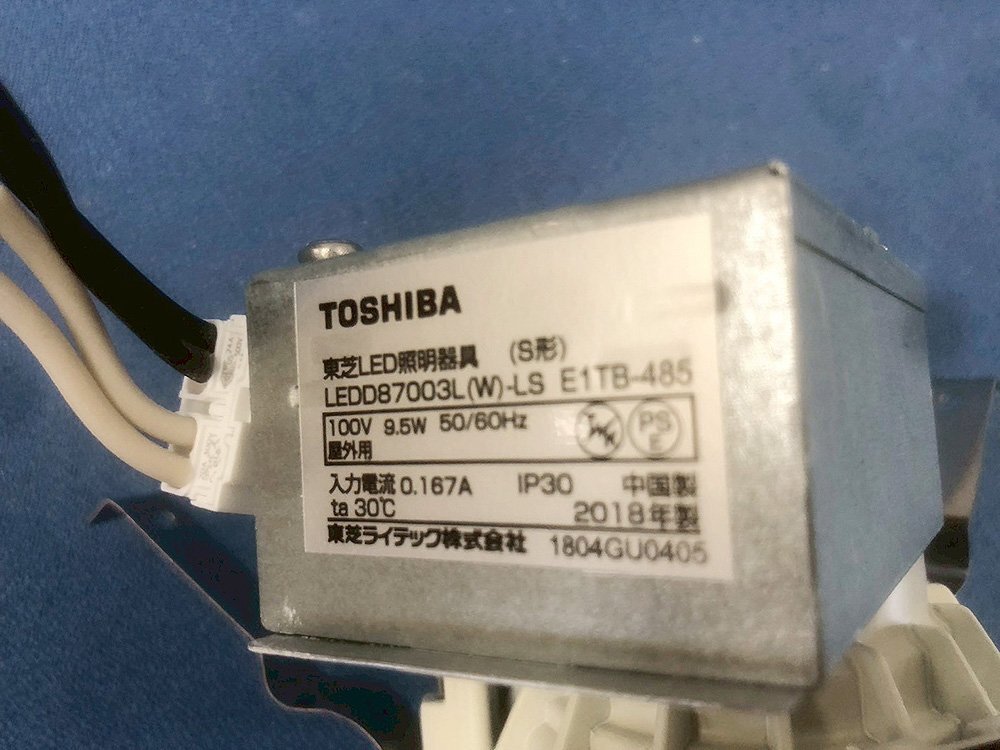 TOSHIBA
東芝LED照明器具 (S形)
LEDD87003L(W)-LS E1TB-485
100V 9.5W 50/60Hz
屋外用
PS
E
入力電流 0.167A IP30 中国製
ta 30℃ 2018年製
東芝ライテック株式会社 1804GU0405